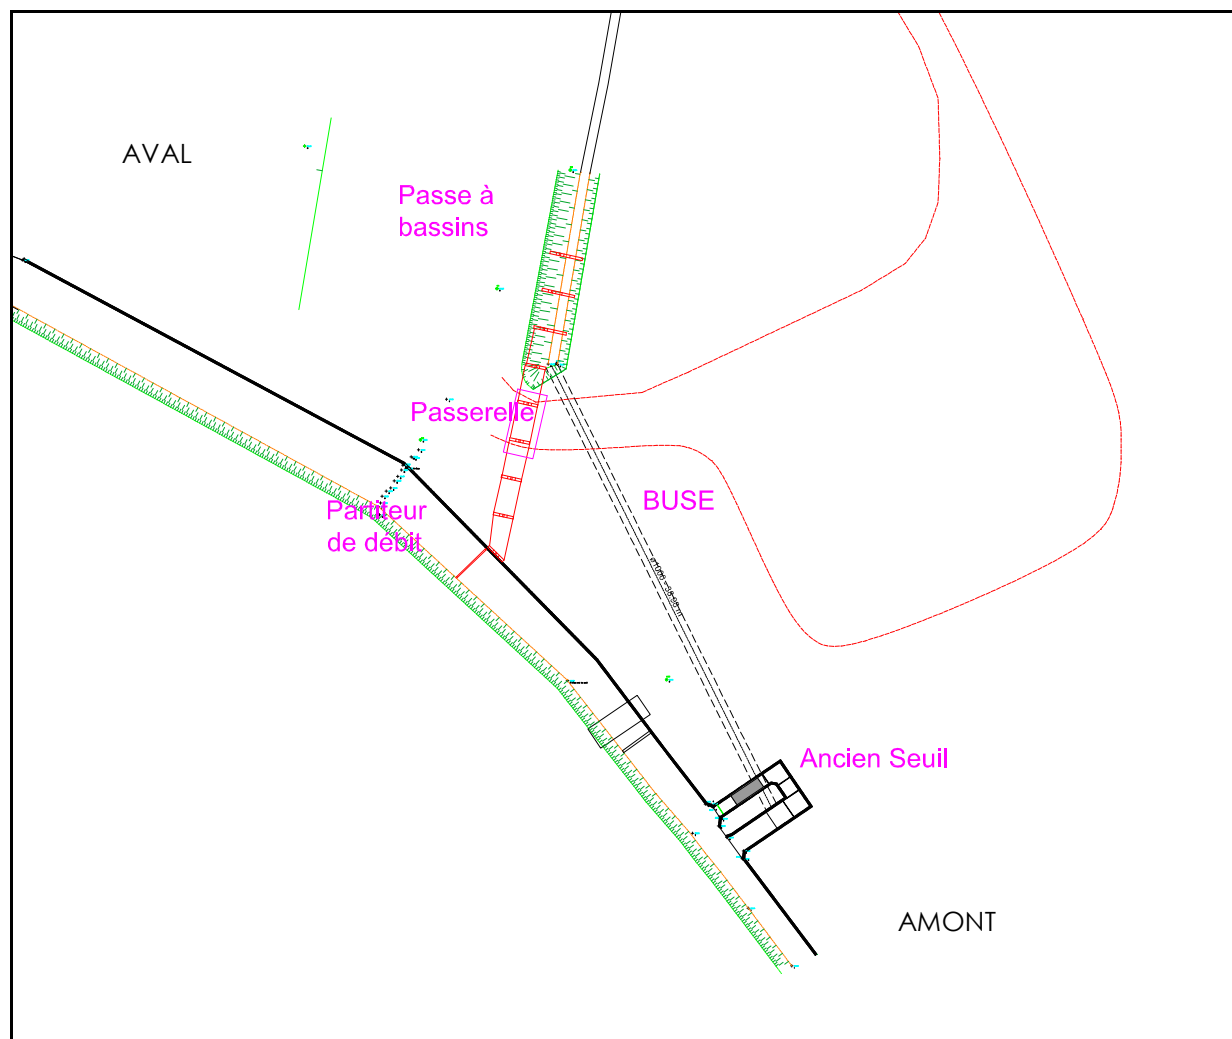 AVAL
Passe à
bassins
Passerelle
Partiteur
de débit
BUSE
Ancien Seuil
AMONT